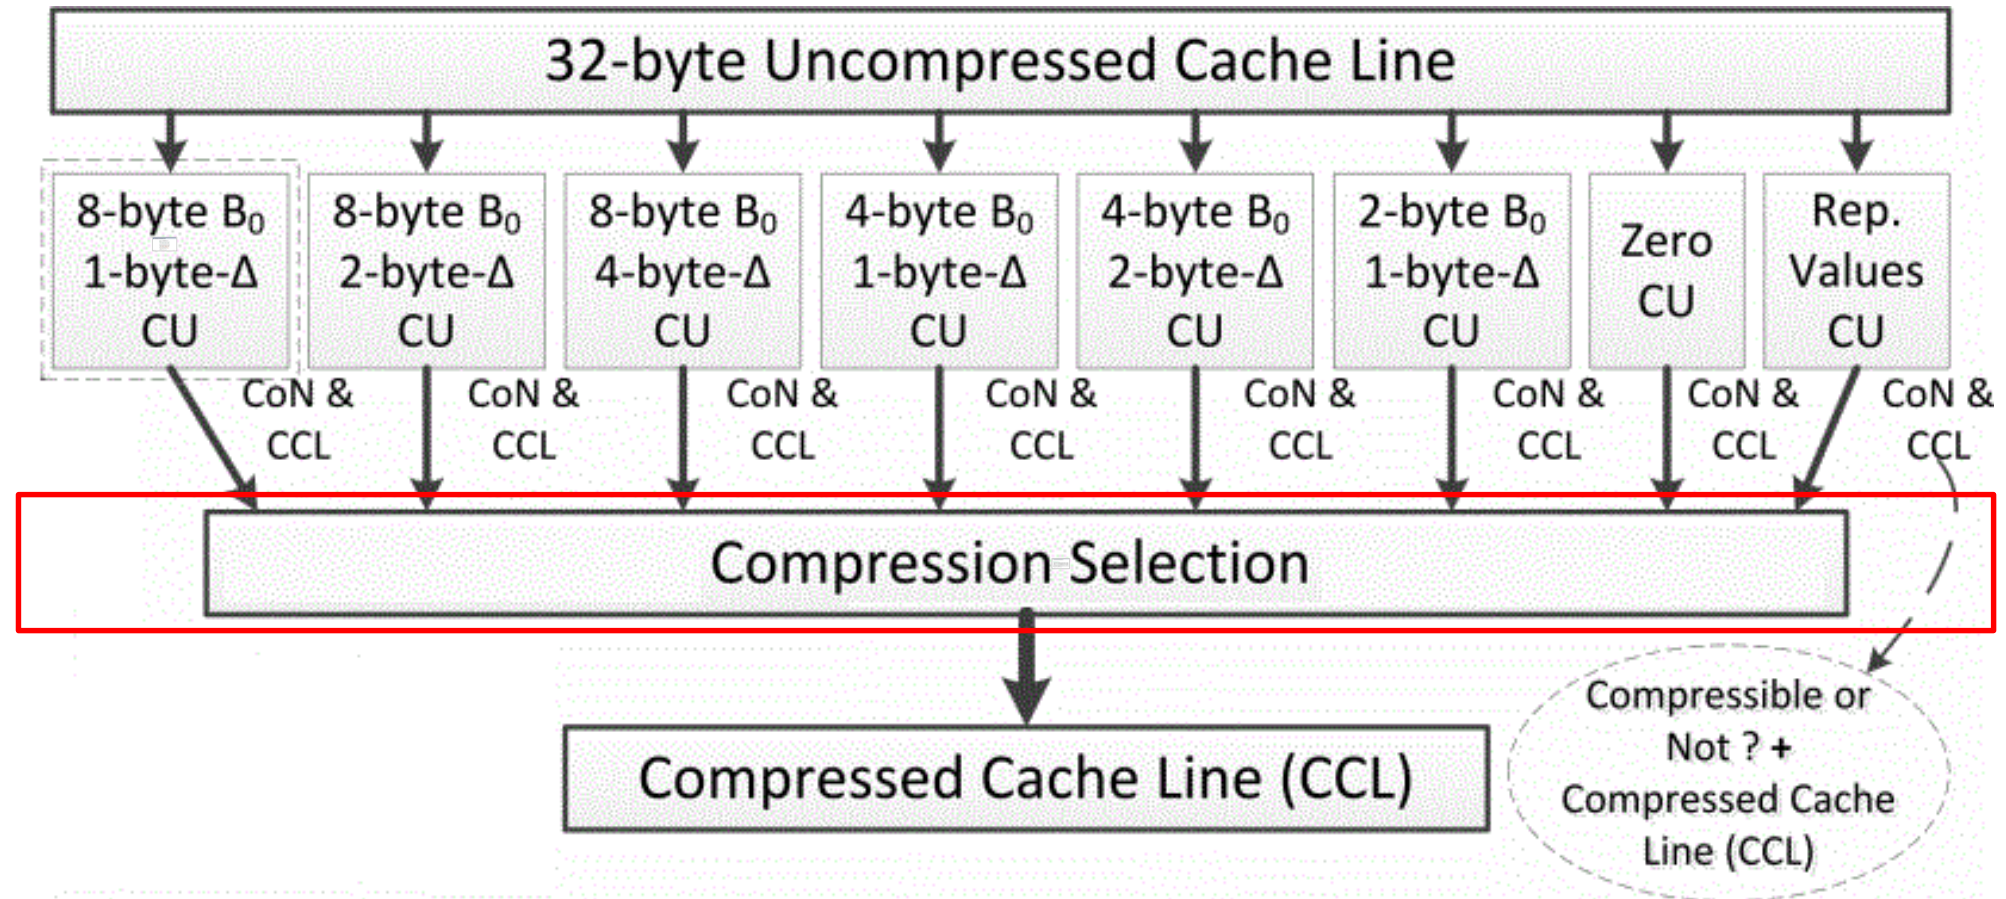 32-byte Uncompressed Cache Line
8-byte B₀
1-byte-Δ
CU
8-byte B₀
2-byte-Δ
CU
8-byte B₀
4-byte-Δ
CU
4-byte B₀
1-byte-Δ
CU
4-byte B₀
2-byte-Δ
CU
2-byte B₀
1-byte-Δ
CU
Zero
CU
Rep.
Values
CU
CoN &
CCL
CoN &
CCL
CoN &
CCL
CoN &
CCL
CoN &
CCL
CoN &
CCL
CoN &
CCL
CoN &
CCL
Compression Selection
Compressed Cache Line (CCL)
Compressible or
Not ? +
Compressed Cache
Line (CCL)